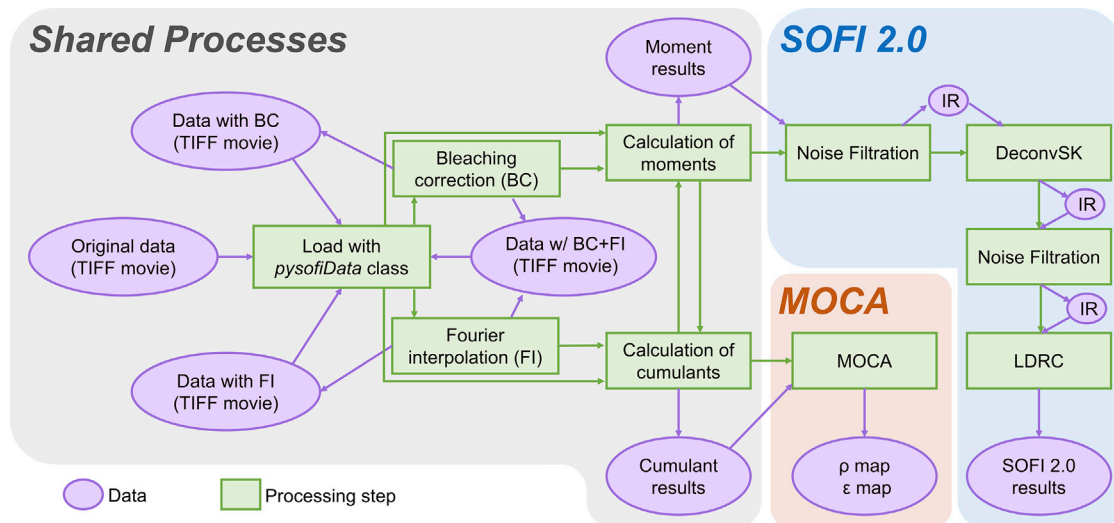 Shared Processes
SOFI 2.0
Moment
results
IR
Data with BC
(TIFF movie)
Bleaching
correction (BC)
Calculation of
moments
Noise Filtration
DeconvSK
IR
Original data
(TIFF movie)
Load with
pysofiData class
Data w/ BC+FI
(TIFF movie)
Noise Filtration
MOCA
IR
Fourier
interpolation (FI)
Calculation of
cumulants
MOCA
LDRC
Data with FI
(TIFF movie)
Cumulant
results
ρ map
ε map
SOFI 2.0
results
Data
Processing step